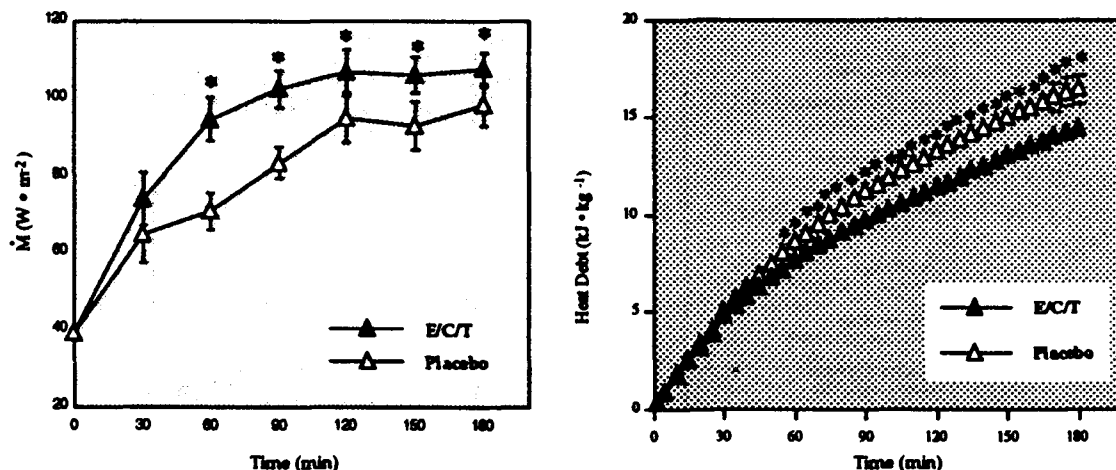 120
100
80
60
40
20
Ṁ (W • m⁻²)
* * * * *
E/C/T
Placebo
0 30 60 90 120 150 180
Time (min)
20
15
10
5
0
Heat Debt (kJ • kg⁻¹)
E/C/T
Placebo
0 30 60 90 120 150 180
Time (min)